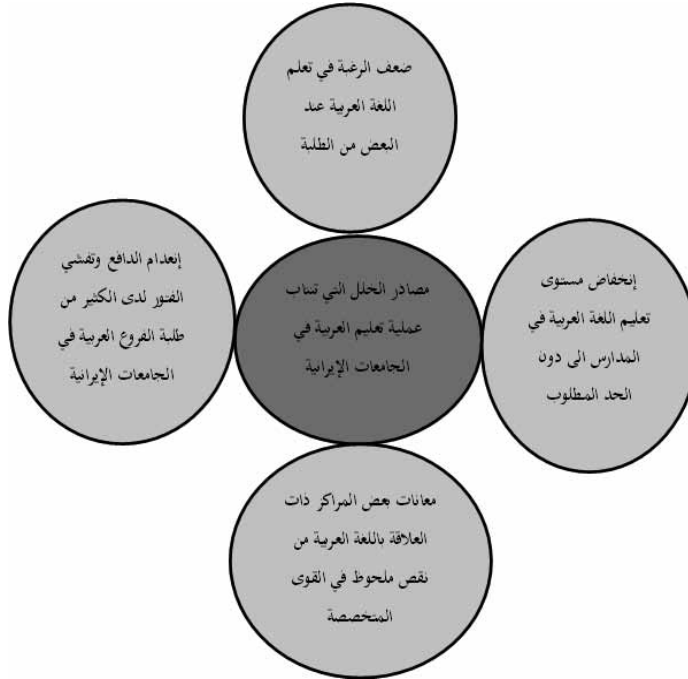 ضعف الرغبة في تعلم
اللغة العربية عند
البعض من الطلبة
إنخفاض مستوى
تعليم اللغة العربية في
المدارس الى دون
الحد المطلوب
مصادر الخلل التي تنتاب
عملية تعليم العربية في
الجامعات الإيرانية
إنعدام الدافع وتفشي
الفتور لدى الكثير من
طلبة الفروع العربية في
الجامعات الإيرانية
معانات بعض المراكز ذات
العلاقة باللغة العربية من
نقص ملحوظ في القوى
المتخصصة